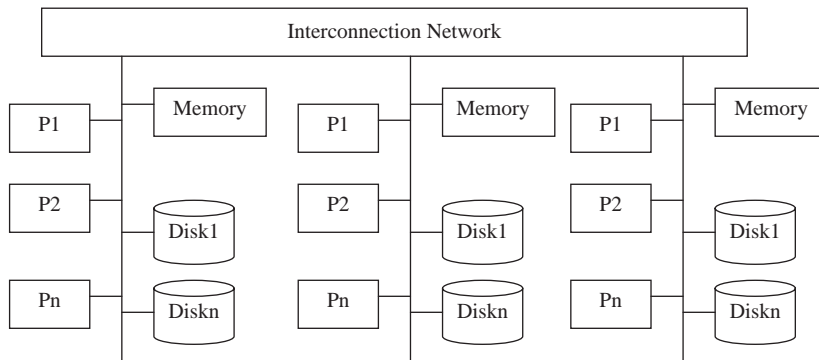 Interconnection Network
Memory
Memory
Memory
P1
P1
P1
P2
P2
P2
Disk1
Disk1
Disk1
Pn
Pn
Pn
Diskn
Diskn
Diskn